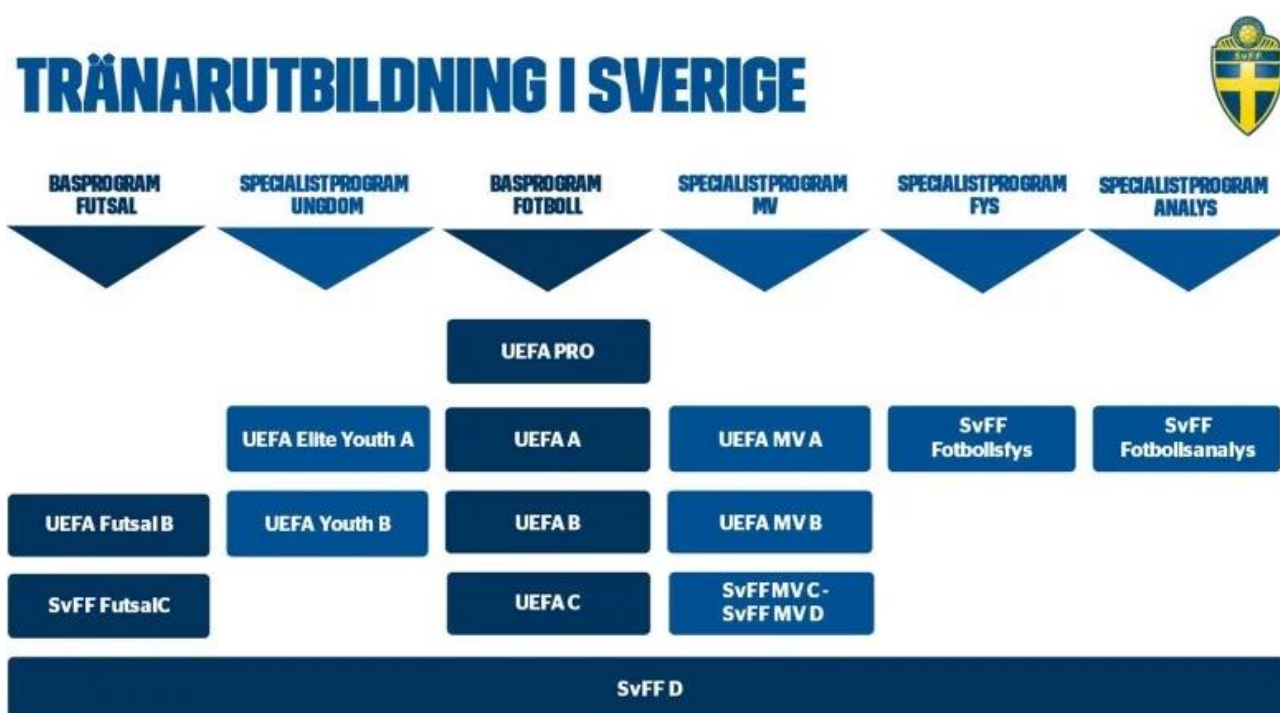 TRÄNARUTBILDNING I SVERIGE
SVFF
BASPROGRAM
FUTSAL
SPECIALISTPROGRAM
UNGDOM
BASPROGRAM
FOTBOLL
SPECIALISTPROGRAM
MV
SPECIALISTPROGRAM
FYS
SPECIALISTPROGRAM
ANALYS
UEFA PRO
UEFA Elite Youth A
UEFA A
UEFA MV A
SvFF
Fotbollsfys
SvFF
Fotbollsanalys
UEFA Futsal B
UEFA Youth B
UEFA B
UEFA MV B
SvFF FutsalC
UEFA C
SvFF MV C -
SvFF MV D
SvFF D